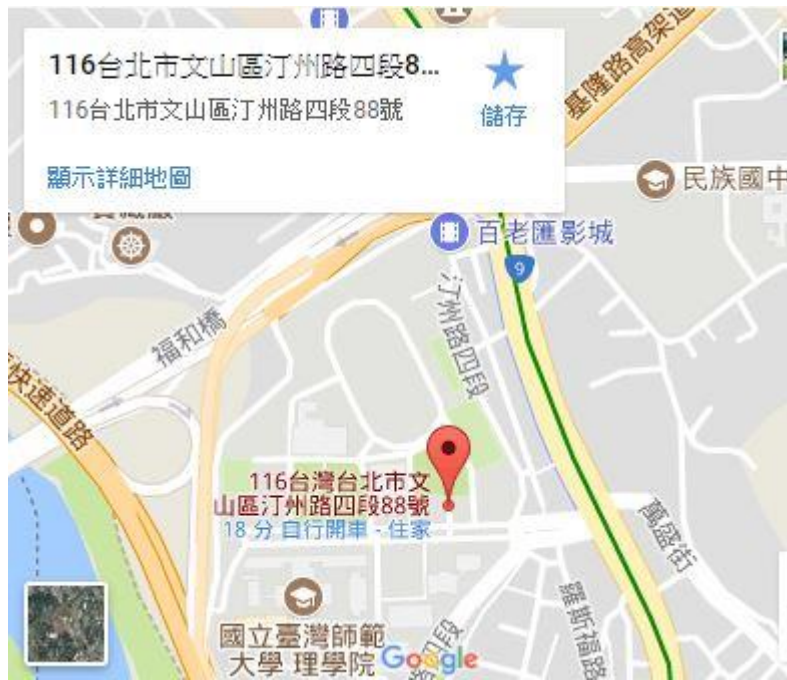 116台北市文山區汀州路四段8...
116台北市文山區汀州路四段88號
儲存
顯示詳細地圖
基隆路高架道
民族國中
百老匯影城
9
汀州路四段
福和橋
快速道路
116台灣台北市文
山區汀州路四段88號
18 分 自行開車 - 住家
萬盛街
羅斯福路
國立臺灣師範
大學 理學院
四段
Google